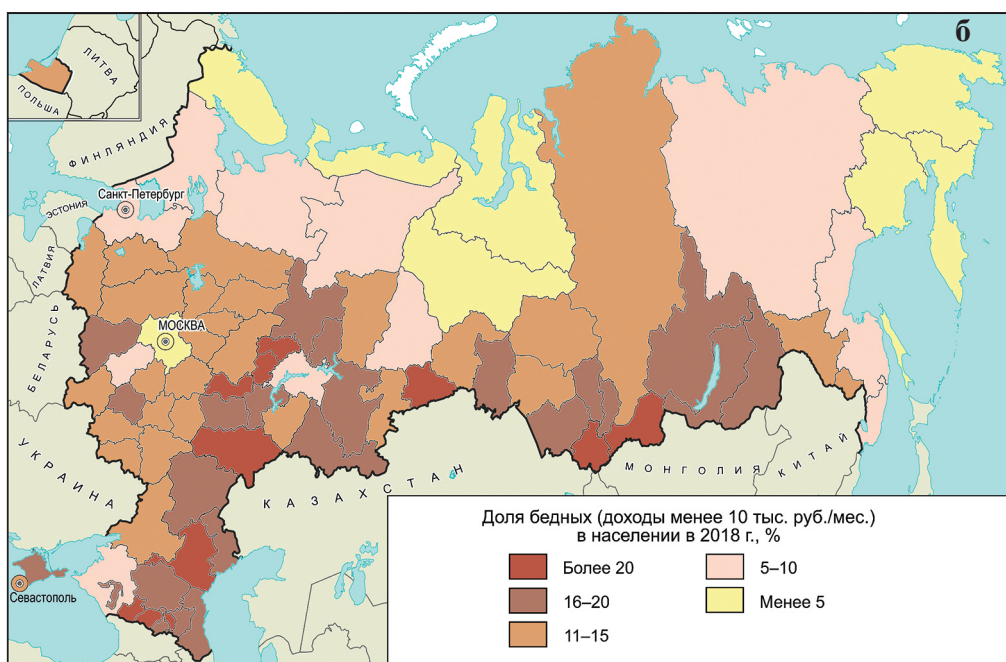 б
ЛИТВА
ПОЛЬША
ФИНЛЯНДИЯ
Санкт-Петербург
ЭСТОНИЯ
ЛАТВИЯ
БЕЛАРУСЬ
МОСКВА
УКРАИНА
КАЗАХСТАН
МОНГОЛИЯ
КИТАЙ
Севастополь
Доля бедных (доходы менее 10 тыс. руб./мес.)
в населении в 2018 г., %
Более 20
16–20
11–15
5–10
Менее 5